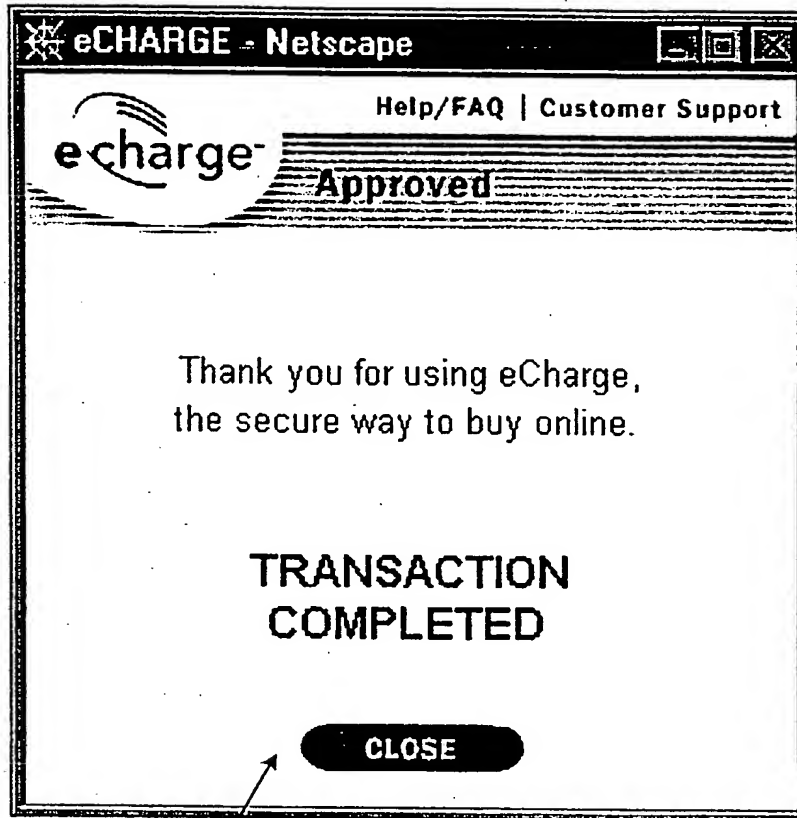 eCHARGE - Netscape
Help/FAQ | Customer Support
echarge
Approved
Thank you for using eCharge,
the secure way to buy online.
TRANSACTION
COMPLETED
CLOSE